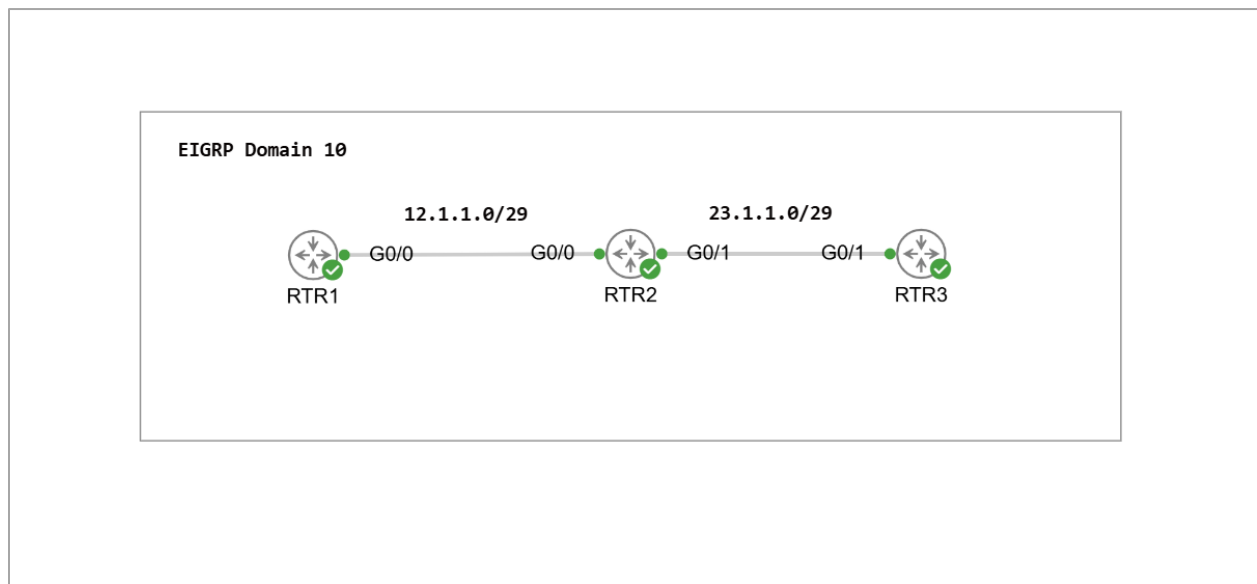 EIGRP Domain 10
12.1.1.0/29
23.1.1.0/29
G0/0
G0/0
G0/1
G0/1
RTR1
RTR2
RTR3